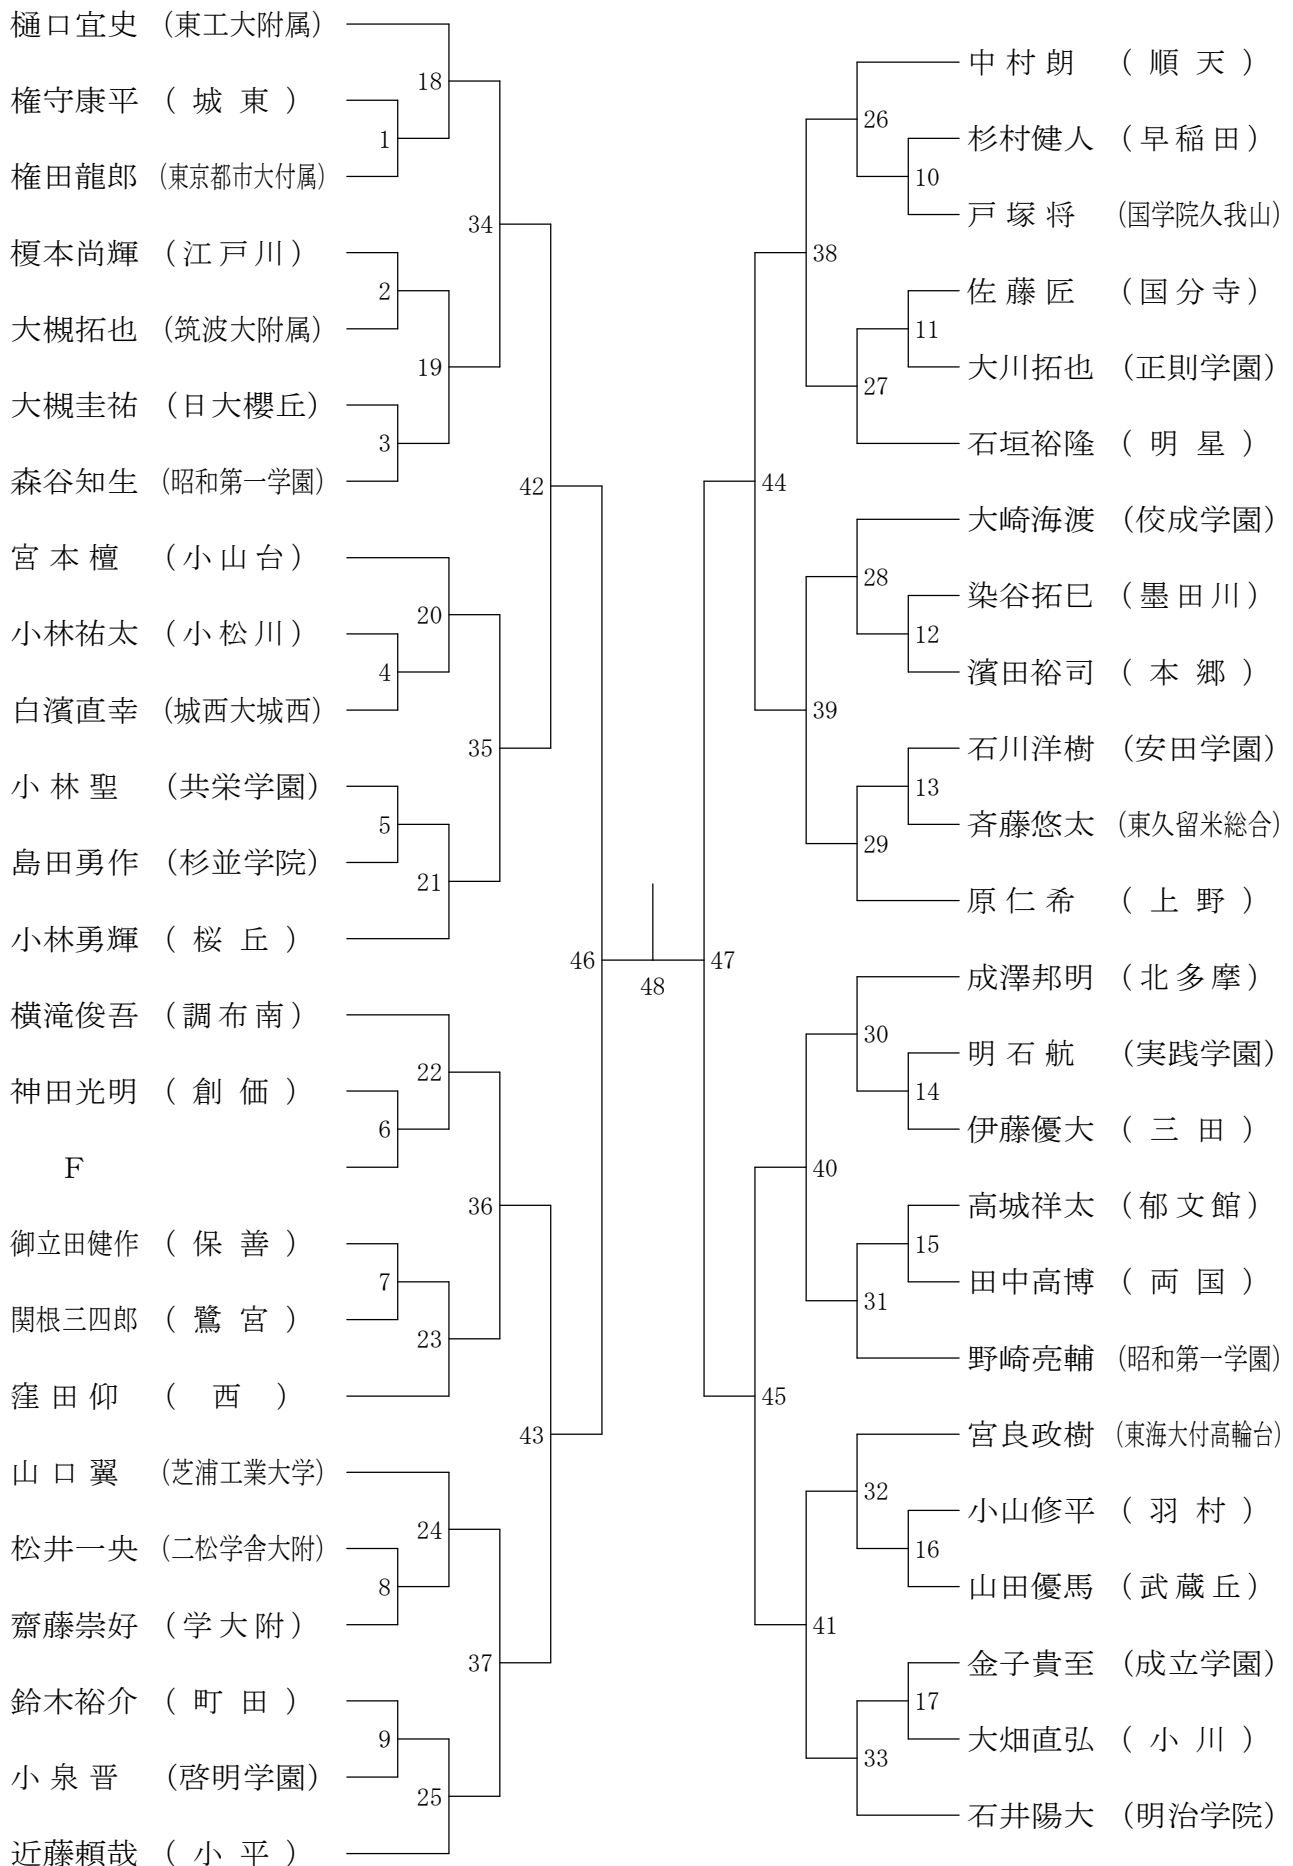 樋口宜史 (東工大附属)
18
権守康平 ( 城 東 )
1
権田龍郎 (東京都市大付属)
34
榎本尚輝 (江戸川)
2
大槻拓也 (筑波大附属)
19
大槻圭祐 (日大櫻丘)
3
森谷知生 (昭和第一学園)
42
宮本檀 (小山台)
20
小林祐太 (小松川)
4
白濱直幸 (城西大城西)
35
小林聖 (共栄学園)
5
島田勇作 (杉並学院)
21
小林勇輝 ( 桜 丘 )
46
横滝俊吾 (調布南)
22
神田光明 ( 創 価 )
6
F
36
御立田健作 ( 保 善 )
7
関根三四郎 ( 鷺 宮 )
23
窪田仰 ( 西 )
43
山口翼 (芝浦工業大学)
24
松井一央 (二松学舎大附)
8
齋藤崇好 (学大附)
37
鈴木裕介 ( 町 田 )
9
小泉晋 (啓明学園)
25
近藤頼哉 ( 小 平 )
48
中村朗 ( 順 天 )
26
杉村健人 (早稲田)
10
戸塚将 (国学院久我山)
38
佐藤匠 (国分寺)
11
大川拓也 (正則学園)
27
石垣裕隆 ( 明 星 )
44
大崎海渡 (佼成学園)
28
染谷拓巳 (墨田川)
12
濱田裕司 ( 本 郷 )
39
石川洋樹 (安田学園)
13
斉藤悠太 (東久留米総合)
29
原仁希 ( 上 野 )
47
成澤邦明 (北多摩)
30
明石航 (実践学園)
14
伊藤優大 ( 三 田 )
40
高城祥太 (郁文館)
15
田中高博 ( 両 国 )
31
野崎亮輔 (昭和第一学園)
45
宮良政樹 (東海大付高輪台)
32
小山修平 ( 羽 村 )
16
山田優馬 (武蔵丘)
41
金子貴至 (成立学園)
17
大畑直弘 ( 小 川 )
33
石井陽大 (明治学院)